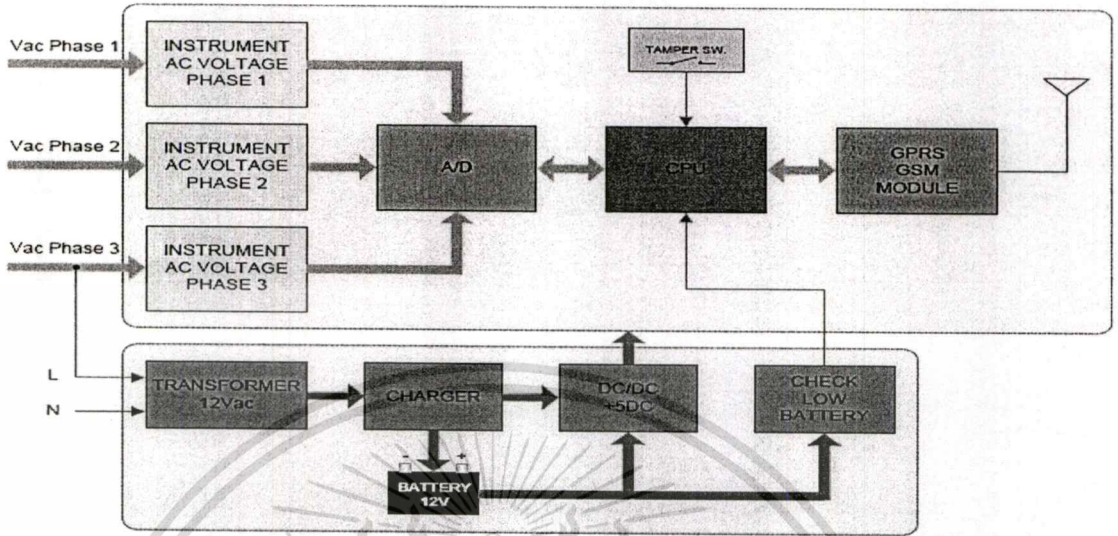 Vac Phase 1
INSTRUMENT
AC VOLTAGE
PHASE 1
TAMPER SW.
Vac Phase 2
INSTRUMENT
AC VOLTAGE
PHASE 2
A/D
CPU
GPRS
GSM
MODULE
Vac Phase 3
INSTRUMENT
AC VOLTAGE
PHASE 3
L
N
TRANSFORMER
12Vac
CHARGER
DC/DC
+5DC
CHECK
LOW
BATTERY
- +
BATTERY
12V